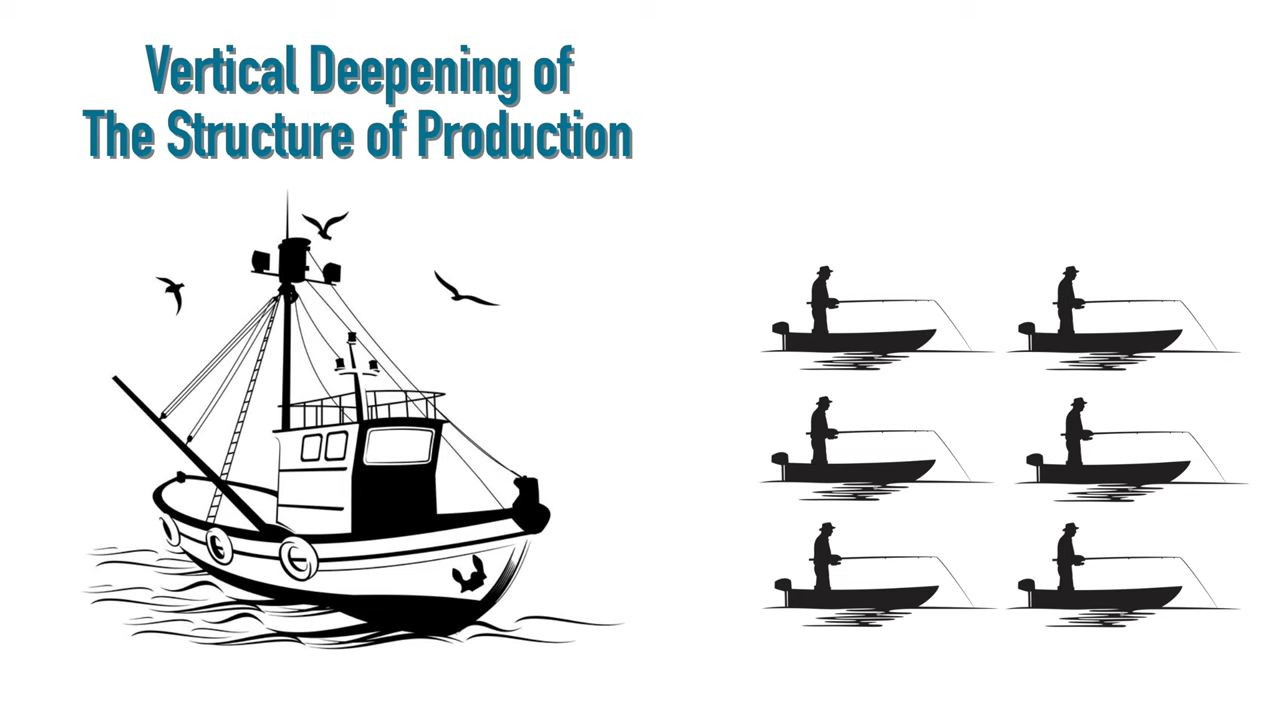 Vertical Deepening of
The Structure of Production